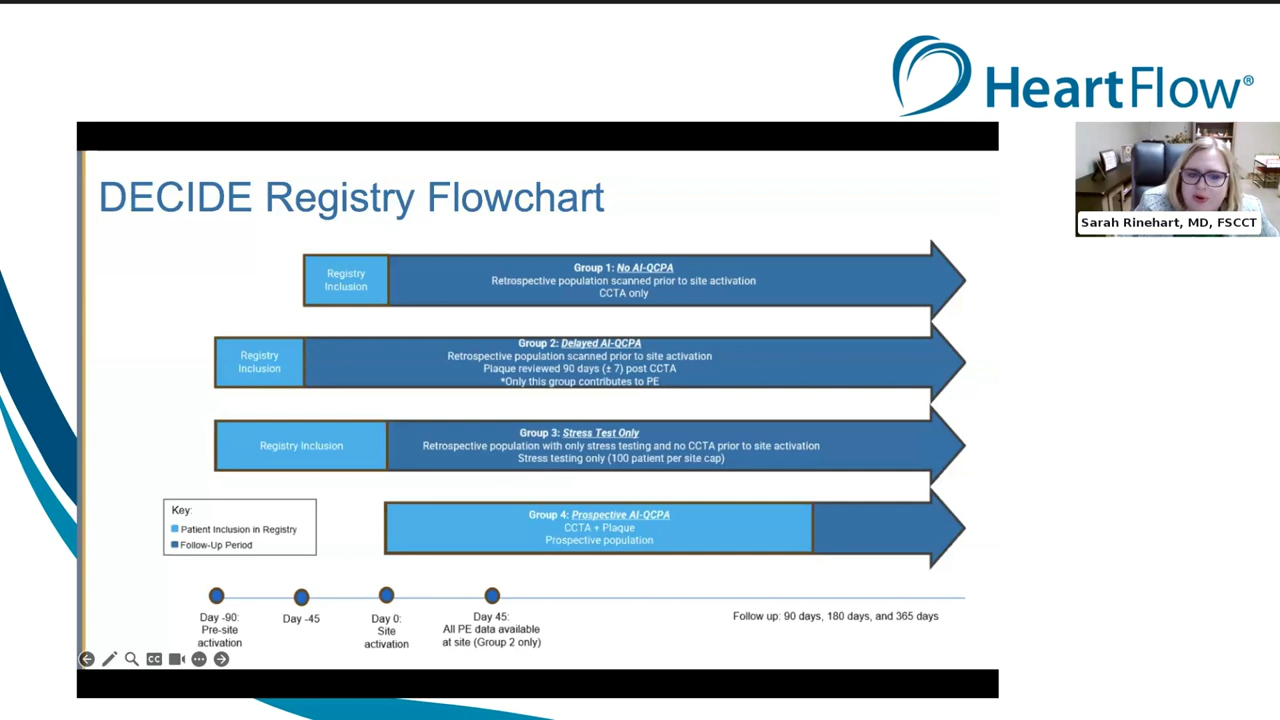 HeartFlow®
DECIDE Registry Flowchart
Sarah Rinehart, MD, FSCCT
Registry
Inclusion
Group 1: No AI-QCPA
Retrospective population scanned prior to site activation
CCTA only
Registry
Inclusion
Group 2: Delayed AI-QCPA
Retrospective population scanned prior to site activation
Plaque reviewed 90 days (± 7) post CCTA
*Only this group contributes to PE
Registry Inclusion
Group 3: Stress Test Only
Retrospective population with only stress testing and no CCTA prior to site activation
Stress testing only (100 patient per site cap)
Group 4: Prospective AI-QCPA
CCTA + Plaque
Prospective population
Key:
Patient Inclusion in Registry
Follow-Up Period
Day -90:
Pre-site
activation
Day -45
Day 0:
Site
activation
Day 45:
All PE data available
at site (Group 2 only)
Follow up: 90 days, 180 days, and 365 days
CC